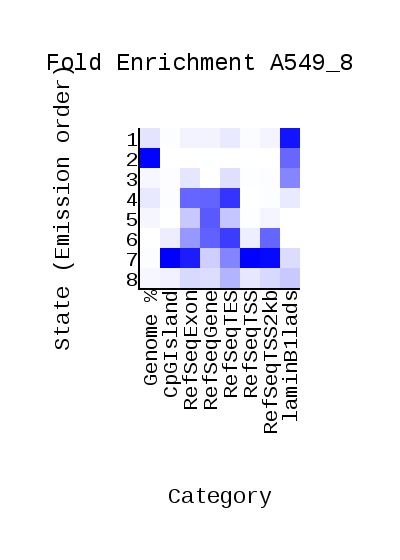 Fold Enrichment A549_8
State (Emission order)
1
2
3
4
5
6
7
8
Genome %
CpGIsland
RefSeqExon
RefSeqGene
RefSeqTES
RefSeqTSS
RefSeqTSS2kb
laminB1lads
Category